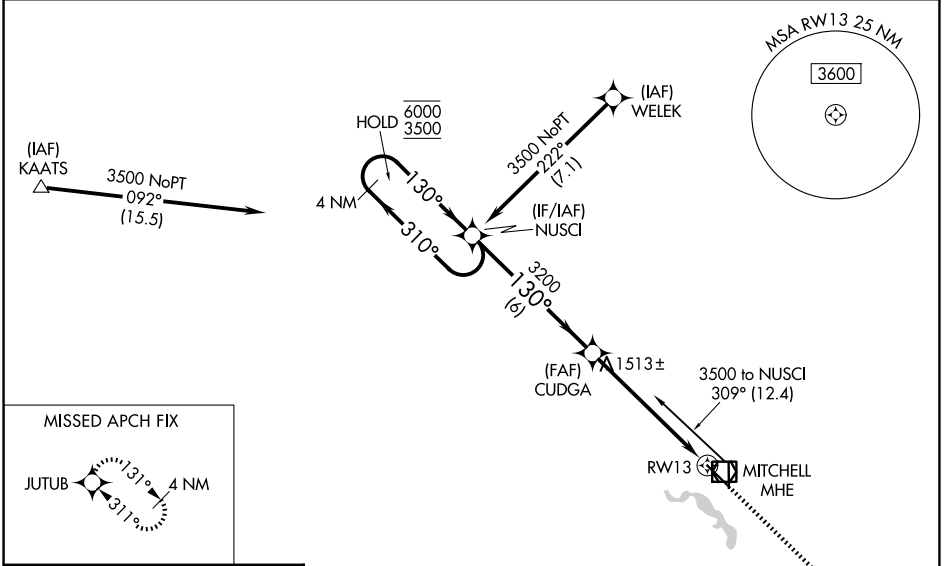 MSA RW13 25 NM
3600
(IAF)
WELEK
3500 NoPT
222°
(7.1)
HOLD 6000
3500
(IAF)
KAATS
3500 NoPT
092°
(15.5)
4 NM
130°
310°
(IF/IAF)
NUSCI
3200
130°
(6)
(FAF)
CUDGA
1513±
3500 to NUSCI
309° (12.4)
RW13
MITCHELL
MHE
MISSED APCH FIX
JUTUB
131°
311°
4 NM